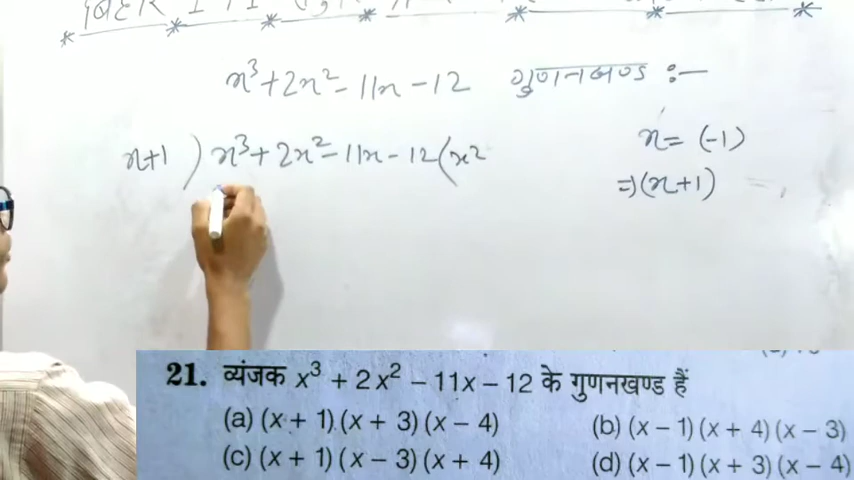 x³ + 2x² - 11x - 12 गुणनखण्ड :-
x+1 ) x³ + 2x² - 11x - 12 ( x²
x = (-1)
⇒ (x+1)
21. व्यंजक x³ + 2x² − 11x − 12 के गुणनखण्ड हैं
(a) (x + 1) (x + 3) (x − 4) (b) (x − 1) (x + 4) (x − 3)
(c) (x + 1) (x − 3) (x + 4) (d) (x − 1) (x + 3) (x − 4)